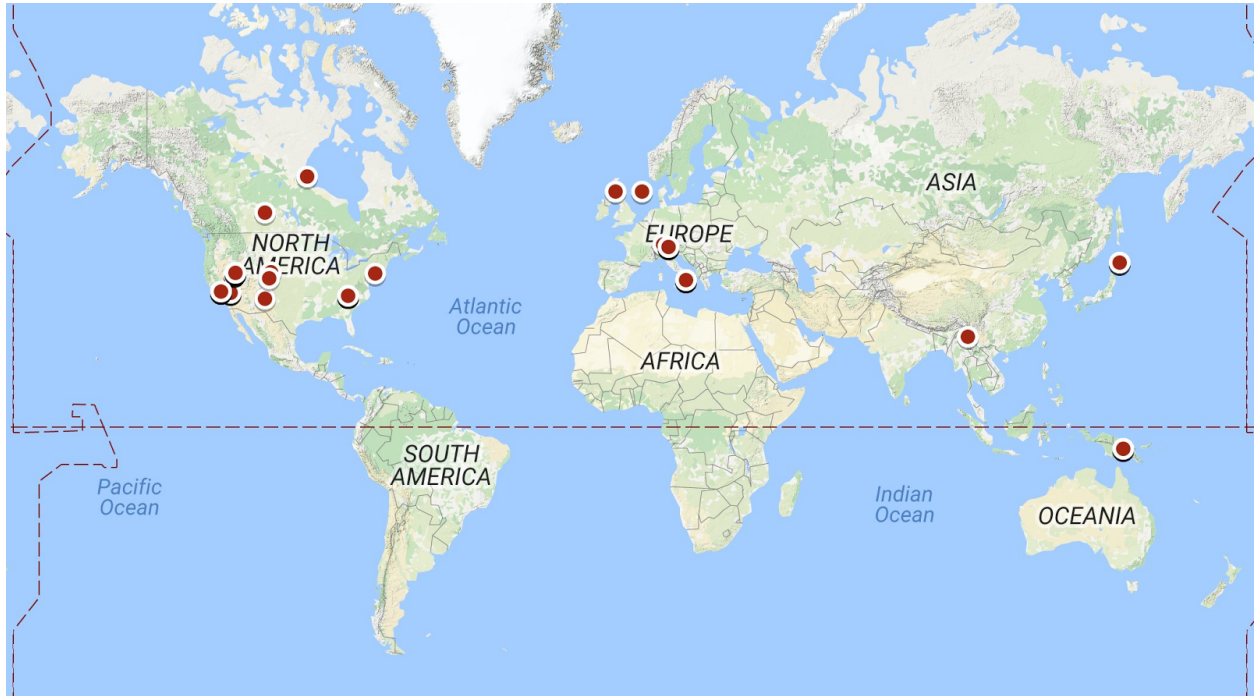 ASIA
NORTH
AMERICA
EUROPE
Atlantic
Ocean
AFRICA
SOUTH
AMERICA
Pacific
Ocean
Indian
Ocean
OCEANIA